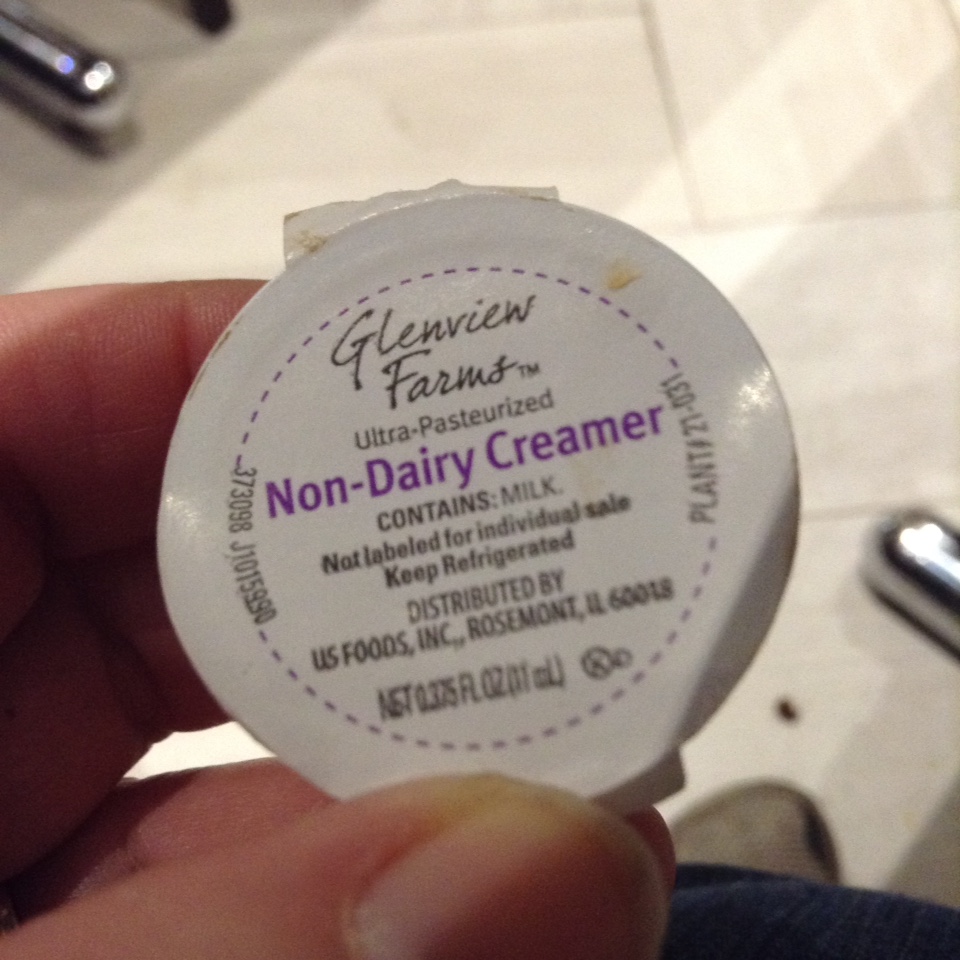 Glenview
Farms™
Ultra-Pasteurized
Non-Dairy Creamer
CONTAINS: MILK.
Not labeled for individual sale
Keep Refrigerated
DISTRIBUTED BY
US FOODS, INC., ROSEMONT, IL 60018
NET 0.375 FL OZ (11 mL) K D
373098
PLANT# 21-031